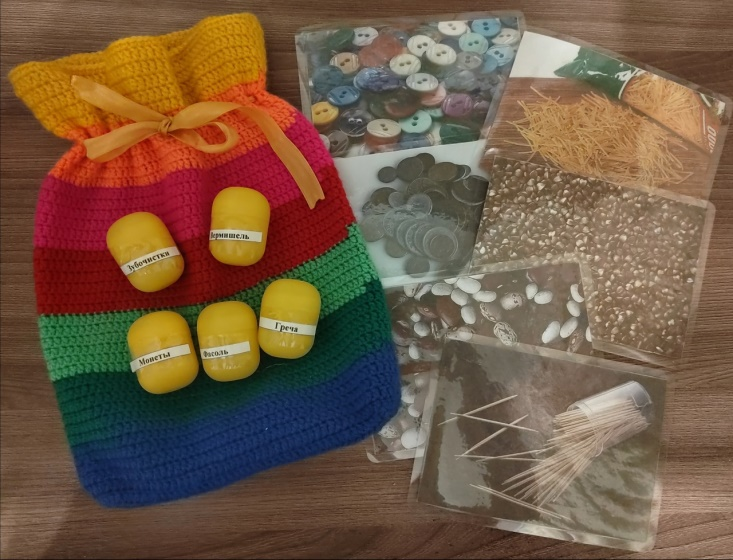 Зубочистки
Вермишель
Монеты
Фасоль
Греча